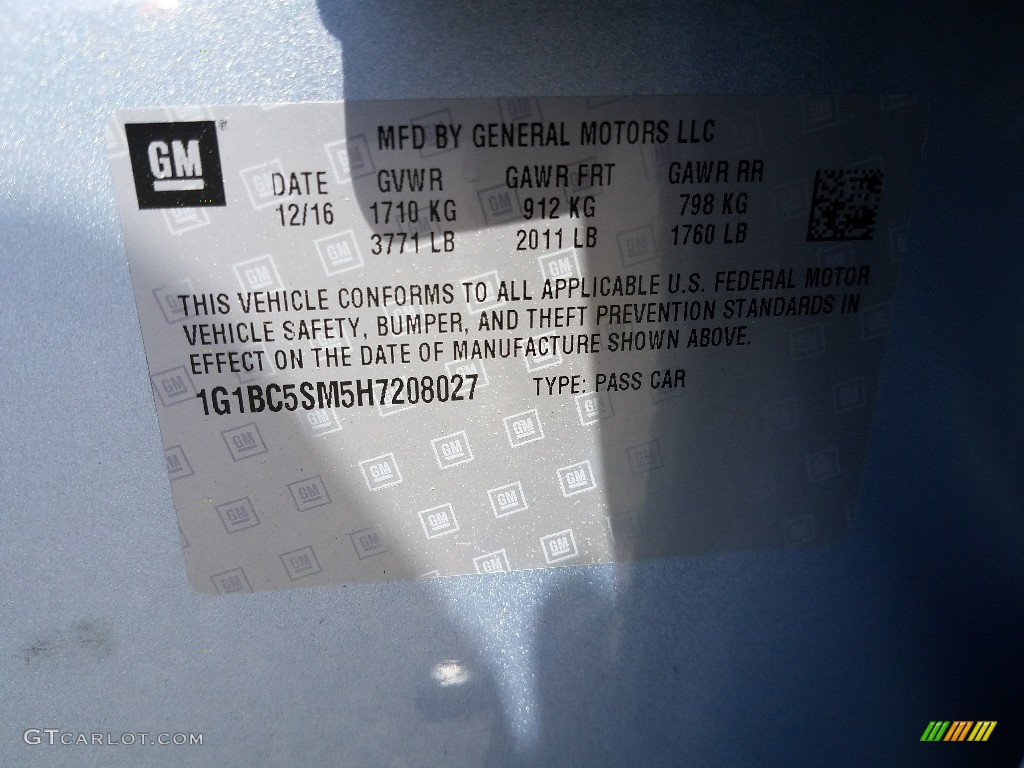 GM ®
MFD BY GENERAL MOTORS LLC
DATE GVWR GAWR FRT GAWR RR
12/16 1710 KG 912 KG 798 KG
3771 LB 2011 LB 1760 LB
THIS VEHICLE CONFORMS TO ALL APPLICABLE U.S. FEDERAL MOTOR
VEHICLE SAFETY, BUMPER, AND THEFT PREVENTION STANDARDS IN
EFFECT ON THE DATE OF MANUFACTURE SHOWN ABOVE.
1G1BC5SM5H7208027 TYPE: PASS CAR
GTCARLOT.COM